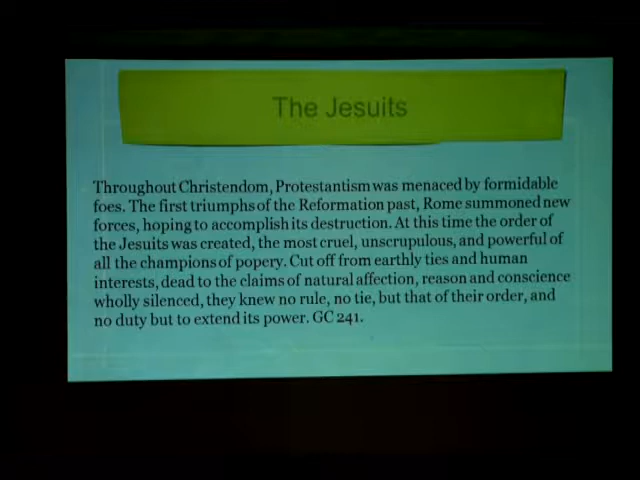 The Jesuits
Throughout Christendom, Protestantism was menaced by formidable
foes. The first triumphs of the Reformation past, Rome summoned new
forces, hoping to accomplish its destruction. At this time the order of
the Jesuits was created, the most cruel, unscrupulous, and powerful of
all the champions of popery. Cut off from earthly ties and human
interests, dead to the claims of natural affection, reason and conscience
wholly silenced, they knew no rule, no tie, but that of their order, and
no duty but to extend its power. GC 241.